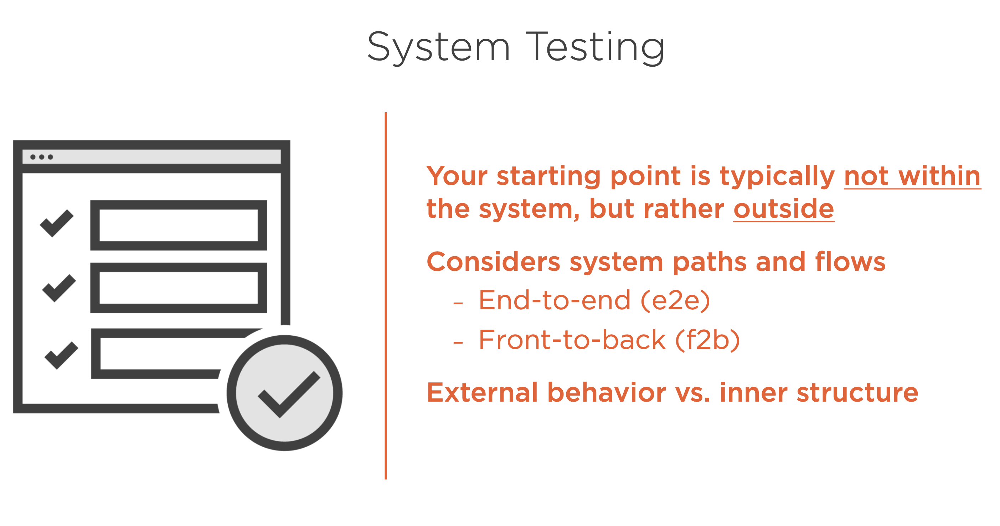 System Testing
Your starting point is typically not within
the system, but rather outside
Considers system paths and flows
– End-to-end (e2e)
– Front-to-back (f2b)
External behavior vs. inner structure